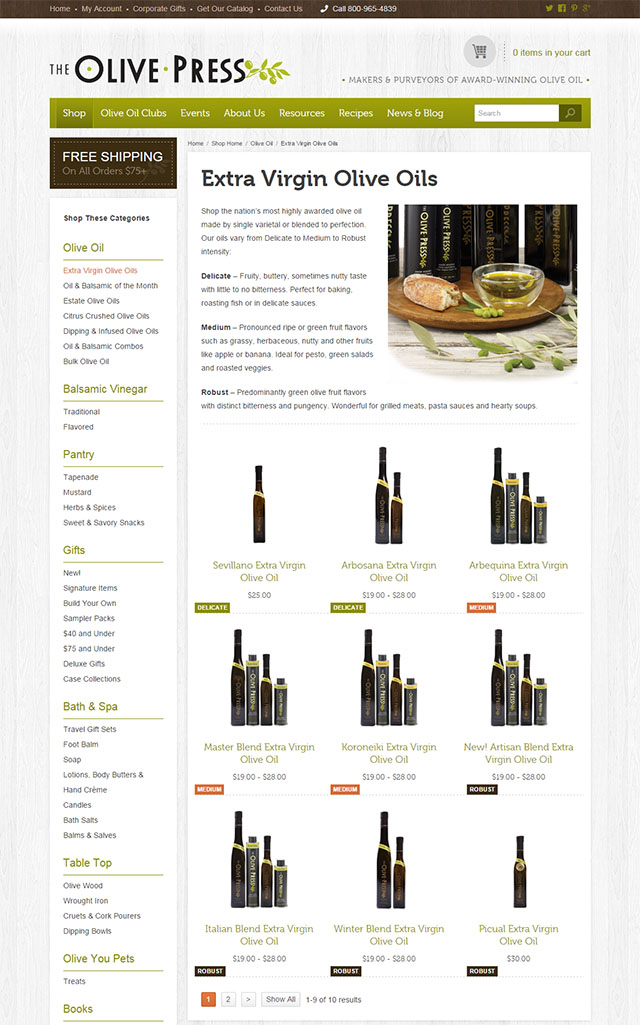 Home • My Account • Corporate Gifts • Get Our Catalog • Contact Us Call 800-965-4839
0 items in your cart
THE OLIVE·PRESS
• MAKERS & PURVEYORS OF AWARD-WINNING OLIVE OIL •
Shop Olive Oil Clubs Events About Us Resources Recipes News & Blog Search
FREE SHIPPING
On All Orders $75+
Home / Shop Home / Olive Oil / Extra Virgin Olive Oils
Shop These Categories
Olive Oil
Extra Virgin Olive Oils
Oil & Balsamic of the Month
Estate Olive Oils
Citrus Crushed Olive Oils
Dipping & Infused Olive Oils
Oil & Balsamic Combos
Bulk Olive Oil
Balsamic Vinegar
Traditional
Flavored
Pantry
Tapenade
Mustard
Herbs & Spices
Sweet & Savory Snacks
Gifts
New!
Signature Items
Build Your Own
Sampler Packs
$40 and Under
$75 and Under
Deluxe Gifts
Case Collections
Bath & Spa
Travel Gift Sets
Foot Balm
Soap
Lotions, Body Butters &
Hand Crème
Candles
Bath Salts
Balms & Salves
Table Top
Olive Wood
Wrought Iron
Cruets & Cork Pourers
Dipping Bowls
Olive You Pets
Treats
Books
Extra Virgin Olive Oils
Shop the nation's most highly awarded olive oil
made by single varietal or blended to perfection.
Our oils vary from Delicate to Medium to Robust
intensity:
Delicate – Fruity, buttery, sometimes nutty taste
with little to no bitterness. Perfect for baking,
roasting fish or in delicate sauces.
Medium – Pronounced ripe or green fruit flavors
such as grassy, herbaceous, nutty and other fruits
like apple or banana. Ideal for pesto, green salads
and roasted veggies.
Robust – Predominantly green olive fruit flavors
with distinct bitterness and pungency. Wonderful for grilled meats, pasta sauces and hearty soups.
OLIVE·PRESS
Sevillano Extra Virgin
Olive Oil
$25.00
DELICATE
Arbosana Extra Virgin
Olive Oil
$19.00 - $28.00
DELICATE
Arbequina Extra Virgin
Olive Oil
$19.00 - $28.00
MEDIUM
Master Blend Extra Virgin
Olive Oil
$19.00 - $28.00
MEDIUM
Koroneiki Extra Virgin
Olive Oil
$19.00 - $28.00
MEDIUM
New! Artisan Blend Extra
Virgin Olive Oil
$19.00 - $28.00
ROBUST
Italian Blend Extra Virgin
Olive Oil
$19.00 - $28.00
ROBUST
Winter Blend Extra Virgin
Olive Oil
$19.00 - $28.00
ROBUST
Picual Extra Virgin
Olive Oil
$30.00
ROBUST
1 2 > Show All 1-9 of 10 results